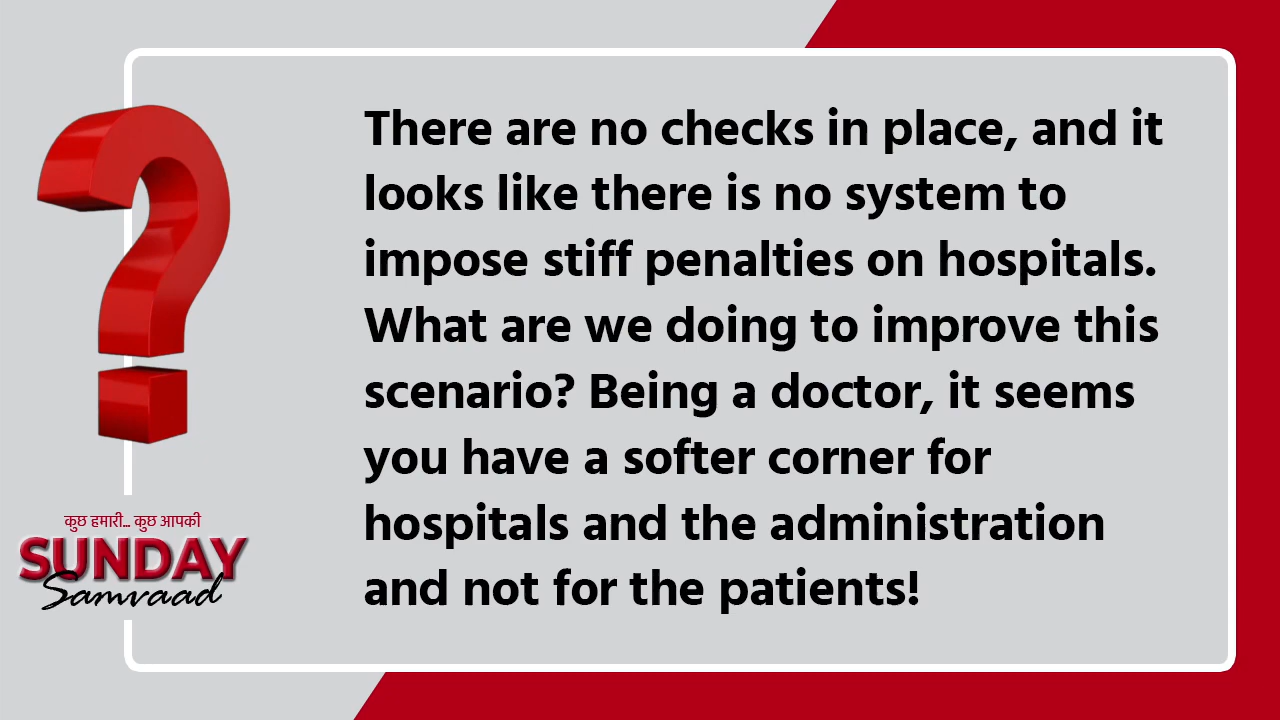 There are no checks in place, and it
looks like there is no system to
impose stiff penalties on hospitals.
What are we doing to improve this
scenario? Being a doctor, it seems
you have a softer corner for
hospitals and the administration
and not for the patients!
कुछ हमारी... कुछ आपकी
SUNDAY
Samvaad